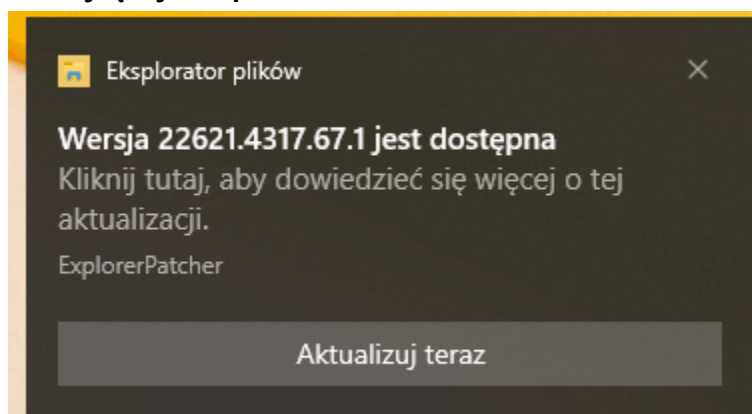 Eksplorator plików
Wersja 22621.4317.67.1 jest dostępna
Kliknij tutaj, aby dowiedzieć się więcej o tej
aktualizacji.
ExplorerPatcher
Aktualizuj teraz